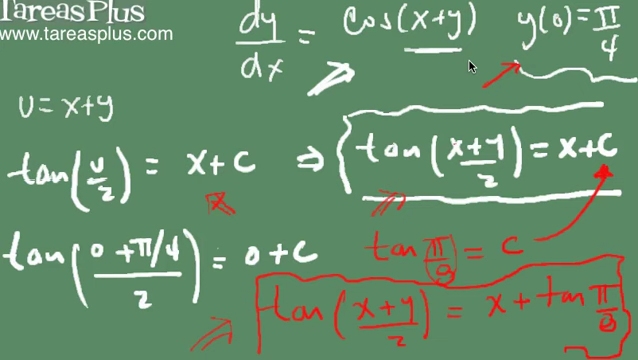 TareasPlus
www.tareasplus.com
dy/dx = cos(x+y) y(0)=π/4
u = x+y
tan(u/2) = x+c ⇒ tan((x+y)/2) = x+c
tan((0+π/4)/2) = 0+c
tan π/8 = c
tan((x+y)/2) = x + tan π/8